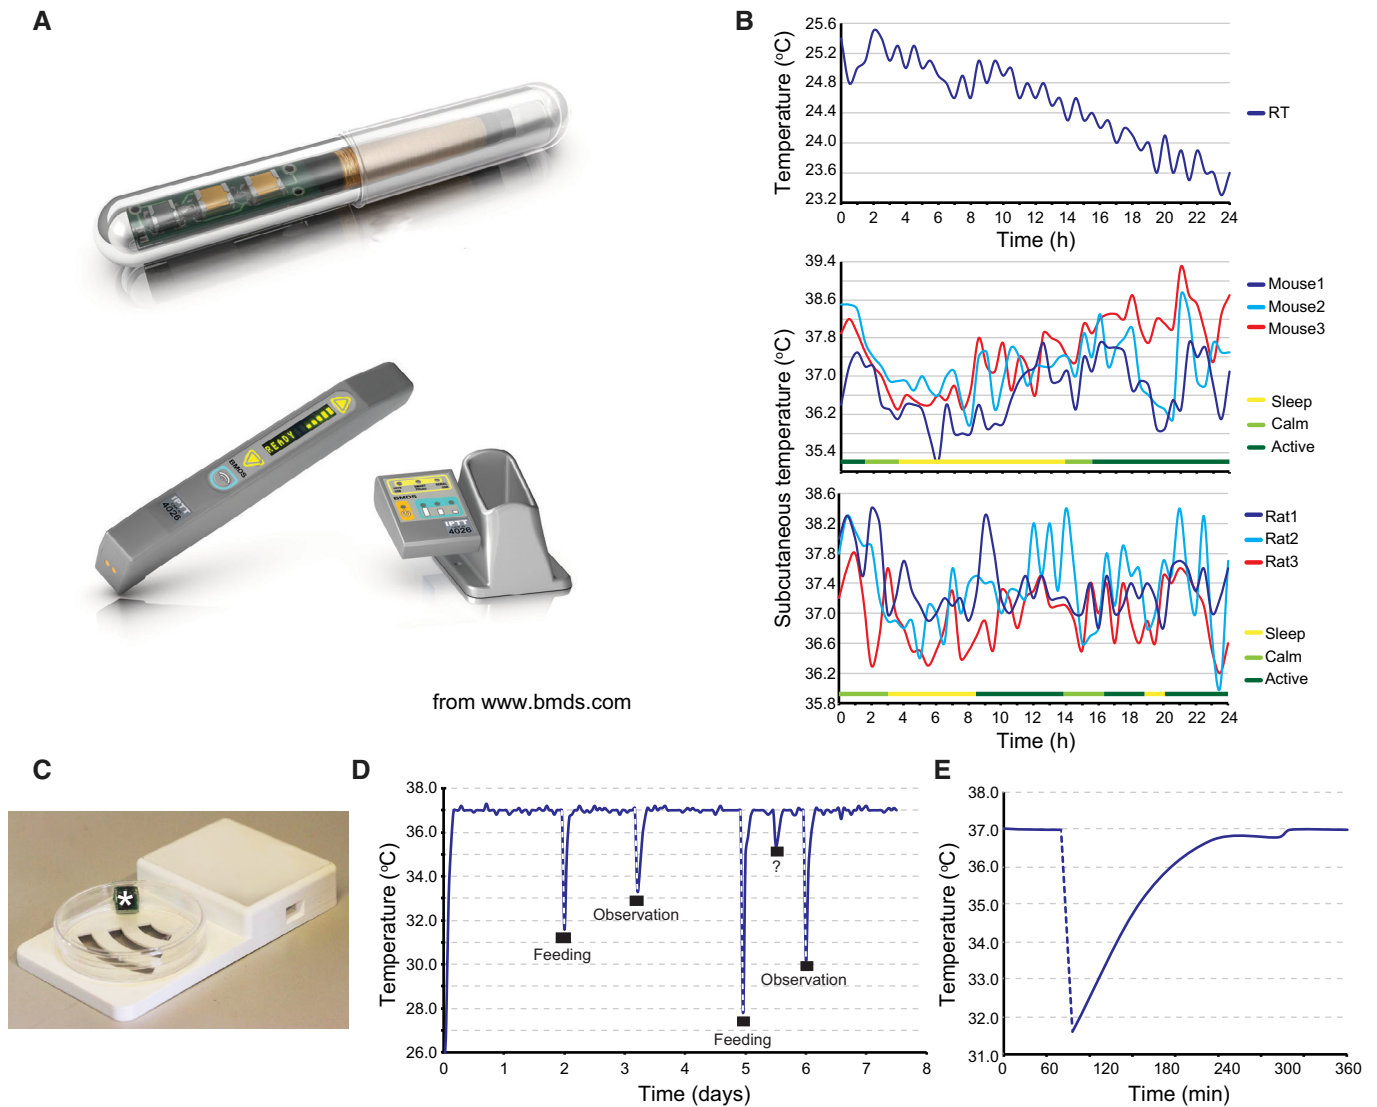 A
READY
BMDS
IPTT
4026
BMDS
IPTT
4026
from www.bmds.com
B
Temperature (°C)
25.6
25.2
24.8
24.4
24.0
23.6
23.2
0 2 4 6 8 10 12 14 16 18 20 22 24
Time (h)
RT
Subcutaneous temperature (°C)
39.4
38.6
37.8
37.0
36.2
35.4
Mouse1
Mouse2
Mouse3
Sleep
Calm
Active
38.6
38.2
37.8
37.4
37.0
36.6
36.2
35.8
0 2 4 6 8 10 12 14 16 18 20 22 24
Time (h)
Rat1
Rat2
Rat3
Sleep
Calm
Active
C
*
D
Temperature (°C)
38.0
36.0
34.0
32.0
30.0
28.0
26.0
Feeding
Observation
Feeding
?
Observation
0 1 2 3 4 5 6 7 8
Time (days)
E
Temperature (°C)
38.0
37.0
36.0
35.0
34.0
33.0
32.0
31.0
0 60 120 180 240 300 360
Time (min)